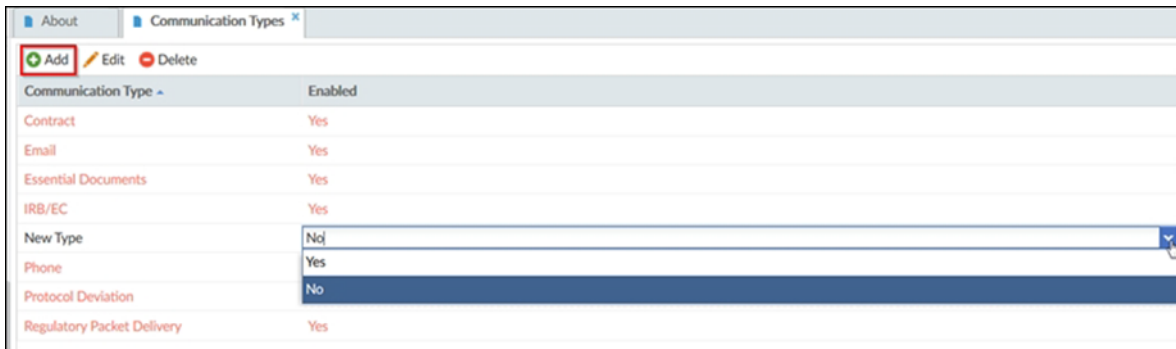 About Communication Types ×
Add Edit Delete
Communication Type Enabled
Contract Yes
Email Yes
Essential Documents Yes
IRB/EC Yes
New Type No
Phone Yes
Protocol Deviation No
Regulatory Packet Delivery Yes